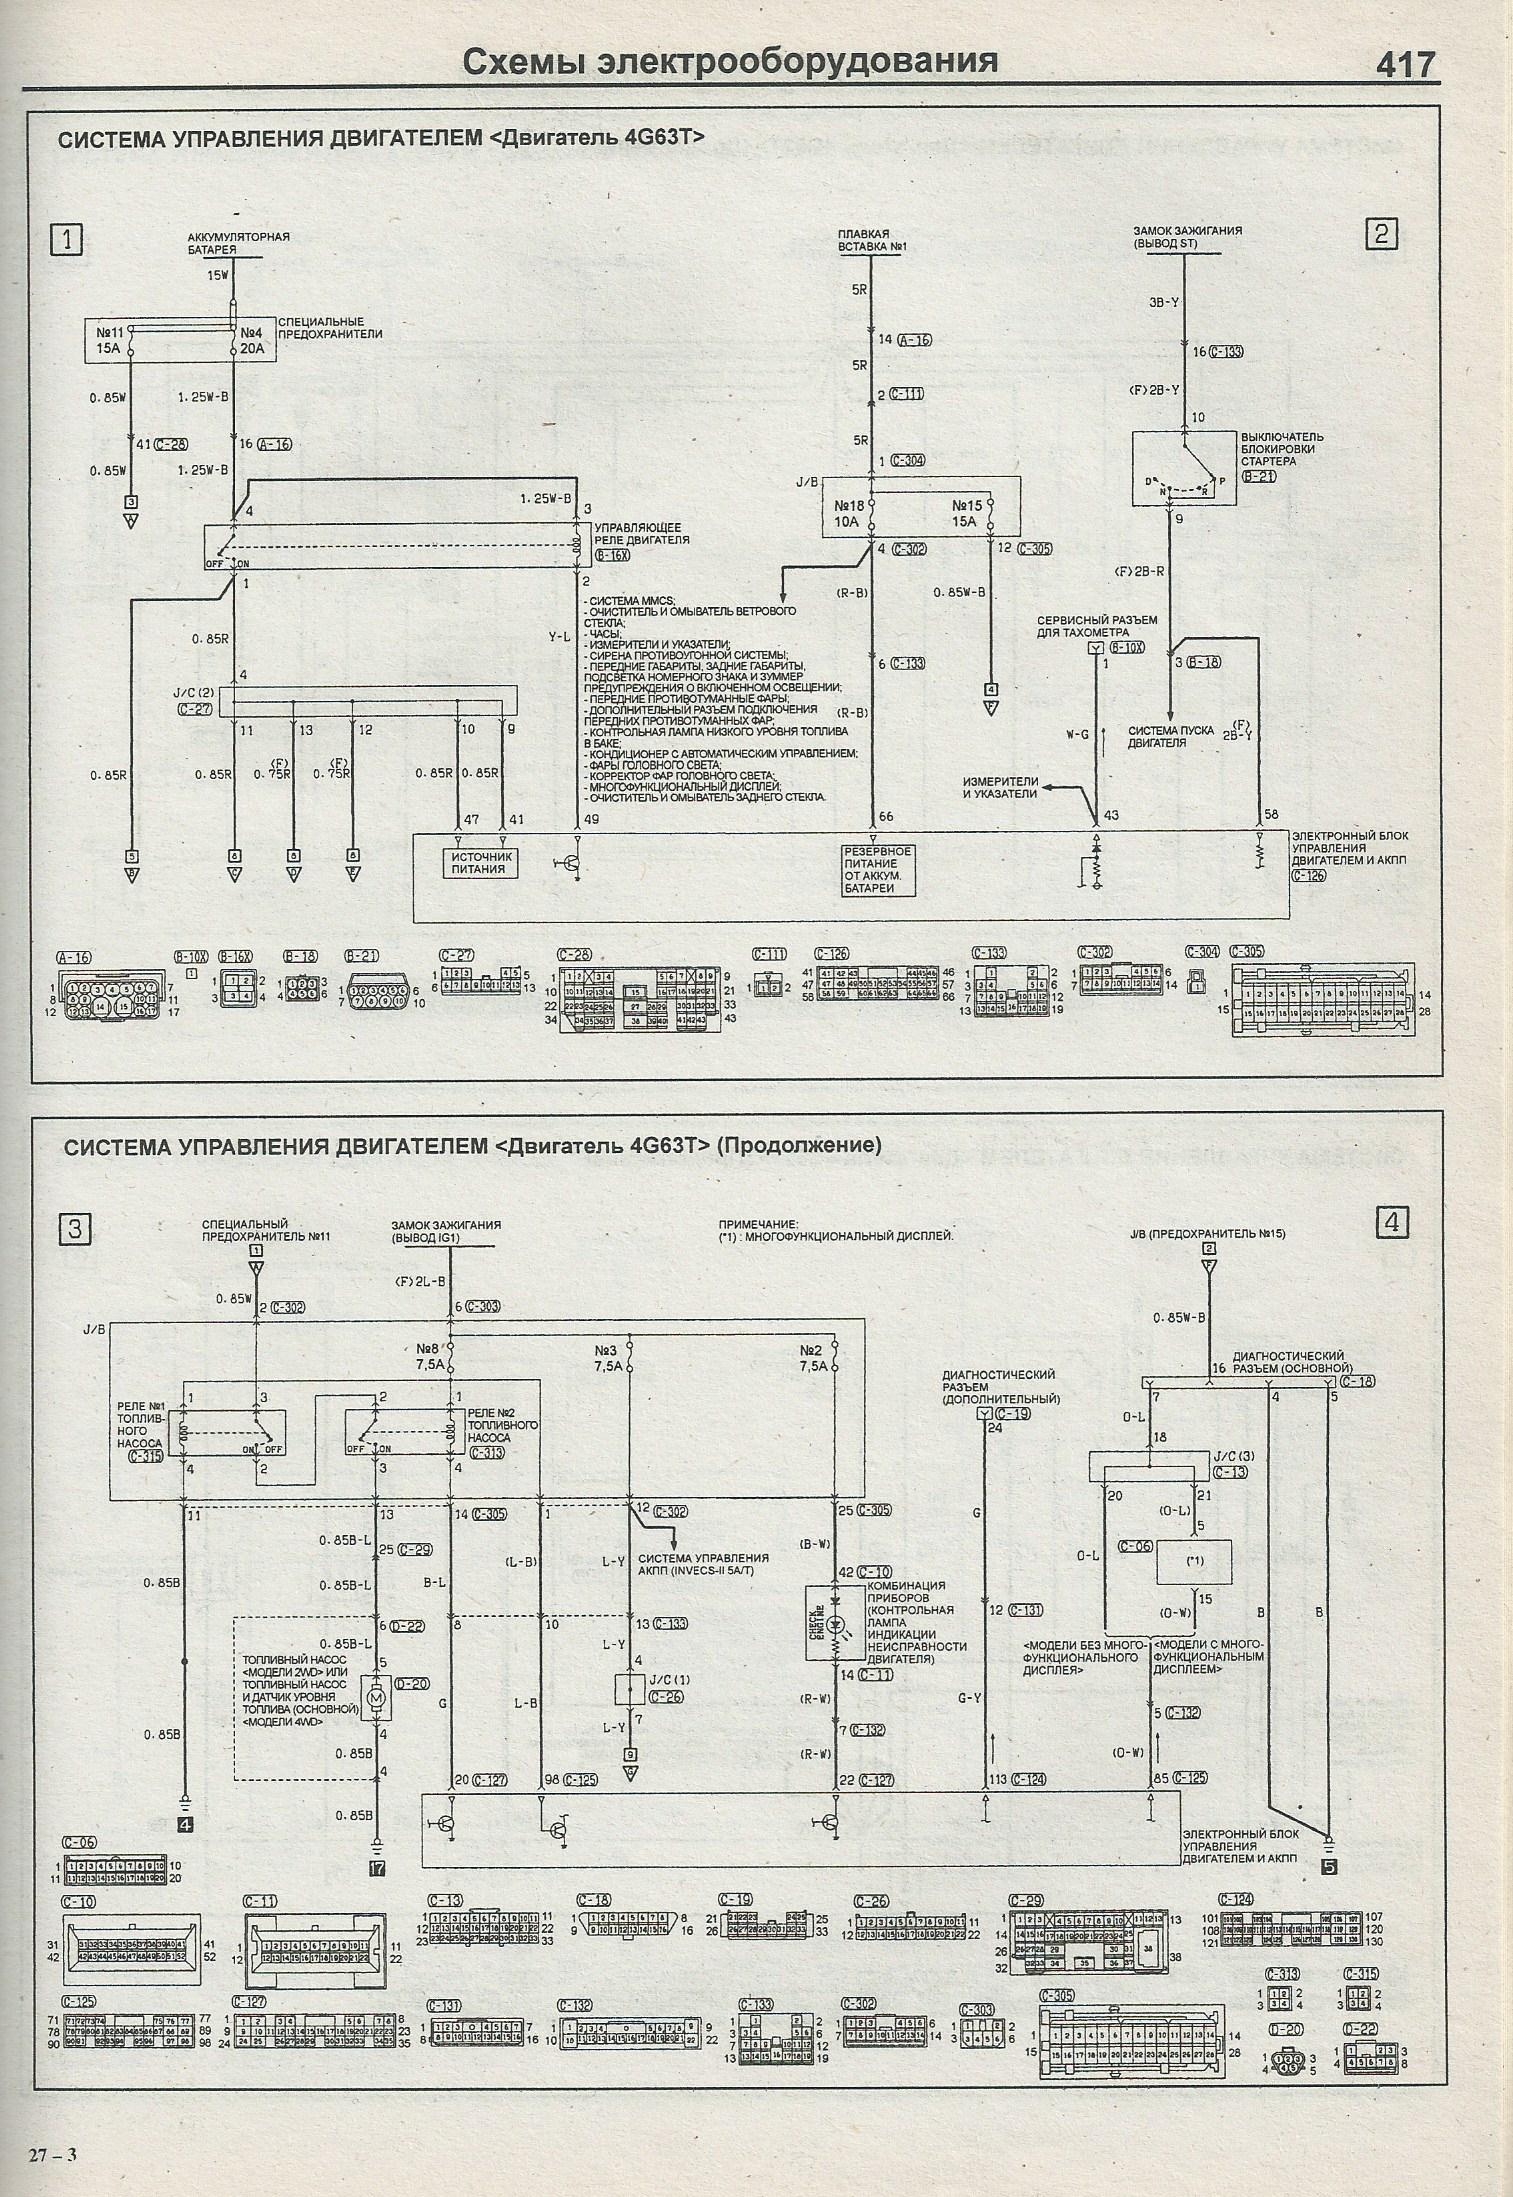 Схемы электрооборудования
417
СИСТЕМА УПРАВЛЕНИЯ ДВИГАТЕЛЕМ <Двигатель 4G63T>
1
2
АККУМУЛЯТОРНАЯ
БАТАРЕЯ
15W
СПЕЦИАЛЬНЫЕ
ПРЕДОХРАНИТЕЛИ
№11
15A
№4
20A
0.85W
1.25W-B
41 (C-28)
16 (A-16)
0.85W
1.25W-B
3
A
4
1.25W-B
3
УПРАВЛЯЮЩЕЕ
РЕЛЕ ДВИГАТЕЛЯ
(B-16X)
OFF ON
1
2
0.85R
Y-L
J/C (2)
(C-27)
4
11
13
12
10
9
0.85R
0.85R
(F)
0.75R
(F)
0.75R
0.85R
0.85R
5
B
8
C
8
D
8
E
47
41
49
ПЛАВКАЯ
ВСТАВКА №1
5R
14 (A-16)
5R
2 (C-111)
5R
1 (C-304)
J/B
№18
10A
№15
15A
4 (C-302)
12 (C-305)
(R-B)
0.85W-B
- СИСТЕМА MMCS;
- ОЧИСТИТЕЛЬ И ОМЫВАТЕЛЬ ВЕТРОВОГО
СТЕКЛА;
- ЧАСЫ;
- ИЗМЕРИТЕЛИ И УКАЗАТЕЛИ;
- СИРЕНА ПРОТИВОУГОННОЙ СИСТЕМЫ;
- ПЕРЕДНИЕ ГАБАРИТЫ, ЗАДНИЕ ГАБАРИТЫ,
ПОДСВЕТКА НОМЕРНОГО ЗНАКА И ЗУММЕР
ПРЕДУПРЕЖДЕНИЯ О ВКЛЮЧЕННОМ ОСВЕЩЕНИИ;
- ПЕРЕДНИЕ ПРОТИВОТУМАННЫЕ ФАРЫ;
- ДОПОЛНИТЕЛЬНЫЙ РАЗЪЕМ ПОДКЛЮЧЕНИЯ
ПЕРЕДНИХ ПРОТИВОТУМАННЫХ ФАР;
- КОНТРОЛЬНАЯ ЛАМПА НИЗКОГО УРОВНЯ ТОПЛИВА
В БАКЕ;
- КОНДИЦИОНЕР С АВТОМАТИЧЕСКИМ УПРАВЛЕНИЕМ;
- ФАРЫ ГОЛОВНОГО СВЕТА;
- КОРРЕКТОР ФАР ГОЛОВНОГО СВЕТА;
- МНОГОФУНКЦИОНАЛЬНЫЙ ДИСПЛЕЙ;
- ОЧИСТИТЕЛЬ И ОМЫВАТЕЛЬ ЗАДНЕГО СТЕКЛА.
6 (C-133)
(R-B)
4
F
66
ЗАМОК ЗАЖИГАНИЯ
(ВЫВОД ST)
3B-Y
16 (C-133)
(F)2B-Y
10
ВЫКЛЮЧАТЕЛЬ
БЛОКИРОВКИ
СТАРТЕРА
(B-21)
D N R P
9
(F)2B-R
СЕРВИСНЫЙ РАЗЪЕМ
ДЛЯ ТАХОМЕТРА
(B-10X)
1
3 (B-18)
W-G
СИСТЕМА ПУСКА
ДВИГАТЕЛЯ
(F)
2B-Y
ИЗМЕРИТЕЛИ
И УКАЗАТЕЛИ
43
58
ИСТОЧНИК
ПИТАНИЯ
РЕЗЕРВНОЕ
ПИТАНИЕ
ОТ АККУМ.
БАТАРЕИ
ЭЛЕКТРОННЫЙ БЛОК
УПРАВЛЕНИЯ
ДВИГАТЕЛЕМ И АКПП
(C-126)
(A-16) (B-10X) (B-16X) (B-18) (B-21) (C-27) (C-28) (C-111) (C-126) (C-133) (C-302) (C-304) (C-305)
СИСТЕМА УПРАВЛЕНИЯ ДВИГАТЕЛЕМ <Двигатель 4G63T> (Продолжение)
3
4
СПЕЦИАЛЬНЫЙ
ПРЕДОХРАНИТЕЛЬ №11
1
A
0.85W
2 (C-302)
ЗАМОК ЗАЖИГАНИЯ
(ВЫВОД IG1)
(F)2L-B
6 (C-303)
ПРИМЕЧАНИЕ:
(*1) : МНОГОФУНКЦИОНАЛЬНЫЙ ДИСПЛЕЙ.
J/B (ПРЕДОХРАНИТЕЛЬ №15)
2
F
0.85W-B
J/B
№8
7,5A
№3
7,5A
№2
7,5A
РЕЛЕ №1
ТОПЛИВ-
НОГО
НАСОСА
(C-315)
1
3
ON OFF
4
2
2
1
РЕЛЕ №2
ТОПЛИВНОГО
НАСОСА
(C-313)
OFF ON
3
4
11
13
14 (C-305)
1
12 (C-302)
25 (C-305)
0.85B-L
25 (C-29)
0.85B
0.85B-L
B-L
(L-B)
L-Y
СИСТЕМА УПРАВЛЕНИЯ
АКПП (INVECS-II 5A/T)
(B-W)
42 (C-10)
КОМБИНАЦИЯ
ПРИБОРОВ
(КОНТРОЛЬНАЯ
ЛАМПА
ИНДИКАЦИИ
НЕИСПРАВНОСТИ
ДВИГАТЕЛЯ)
CHECK
ENGINE
14 (C-11)
(R-W)
7 (C-132)
(R-W)
22 (C-127)
6 (D-22)
0.85B-L
8
10
13 (C-133)
L-Y
ТОПЛИВНЫЙ НАСОС
<МОДЕЛИ 2WD> ИЛИ
ТОПЛИВНЫЙ НАСОС
И ДАТЧИК УРОВНЯ
ТОПЛИВА (ОСНОВНОЙ)
<МОДЕЛИ 4WD>
5
(D-20)
M
4
0.85B
4
0.85B
17
0.85B
4
G
L-B
4
J/C (1)
(C-26)
7
L-Y
9
G
20 (C-127)
98 (C-125)
ДИАГНОСТИЧЕСКИЙ
РАЗЪЕМ
(ДОПОЛНИТЕЛЬНЫЙ)
(C-19)
24
G
12 (C-131)
G-Y
113 (C-124)
16
ДИАГНОСТИЧЕСКИЙ
РАЗЪЕМ (ОСНОВНОЙ)
(C-18)
7
4
5
O-L
18
J/C (3)
(C-13)
20
21
(O-L)
5
(C-06)
(*1)
O-L
15
(O-W)
B
B
<МОДЕЛИ БЕЗ МНОГО-
ФУНКЦИОНАЛЬНОГО
ДИСПЛЕЯ>
<МОДЕЛИ С МНОГО-
ФУНКЦИОНАЛЬНЫМ
ДИСПЛЕЕМ>
5 (C-132)
(O-W)
85 (C-125)
5
ЭЛЕКТРОННЫЙ БЛОК
УПРАВЛЕНИЯ
ДВИГАТЕЛЕМ И АКПП
(C-06)
(C-10) (C-11) (C-13) (C-18) (C-19) (C-26) (C-29) (C-124)
(C-313) (C-315)
(C-125) (C-127) (C-131) (C-132) (C-133) (C-302) (C-303) (C-305)
(D-20) (D-22)
27 – 3